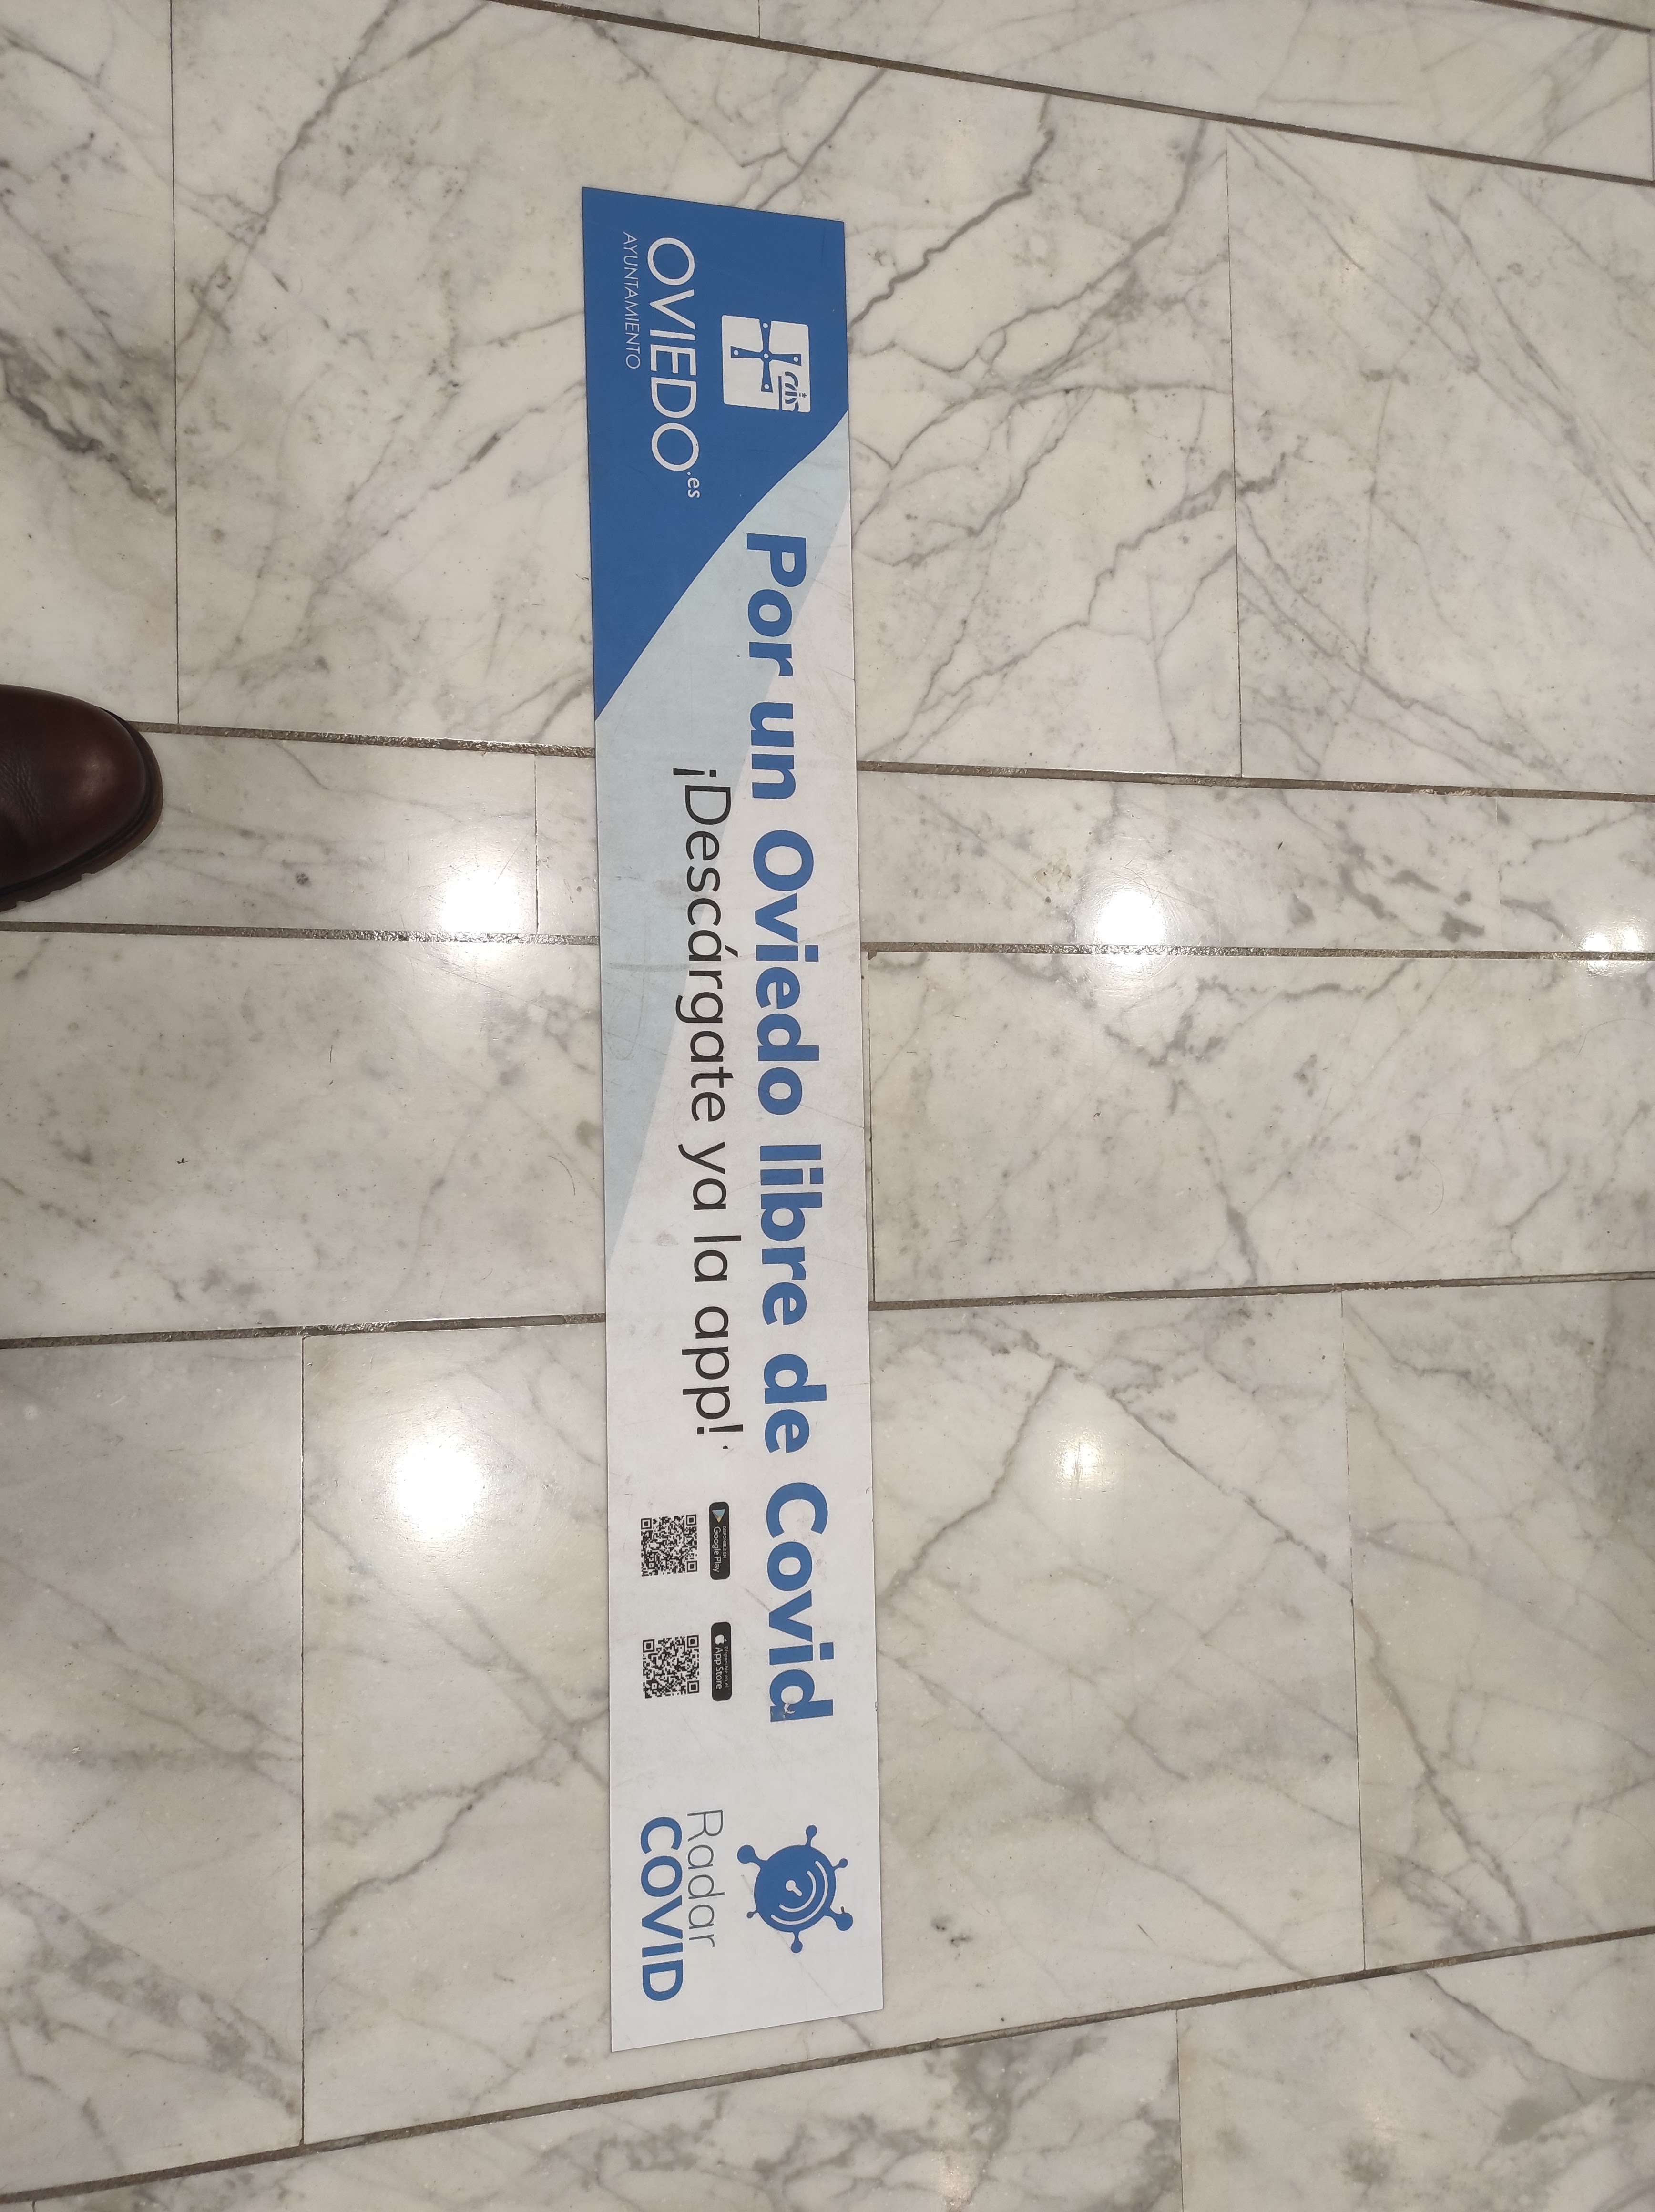 OVIEDO.es
AYUNTAMIENTO
Por un Oviedo libre de Covid
¡Descárgate ya la app!
Google Play
App Store
Radar
COVID